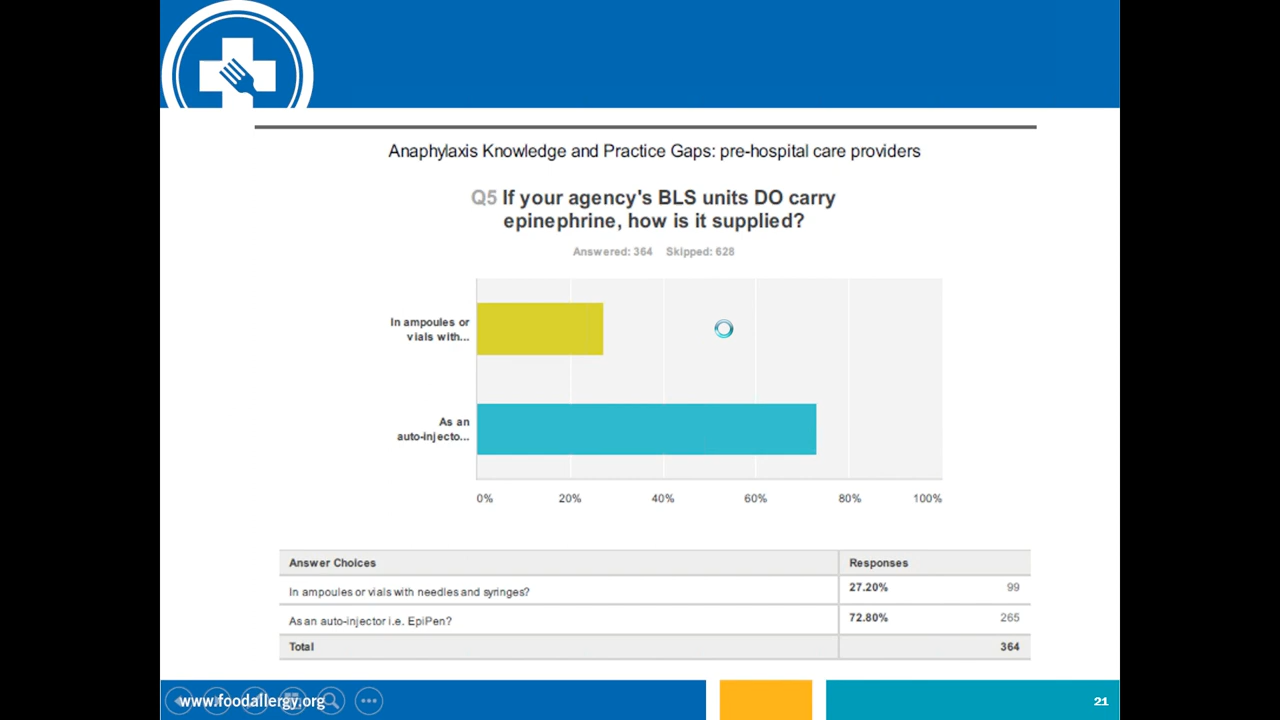 Anaphylaxis Knowledge and Practice Gaps: pre-hospital care providers
Q5 If your agency's BLS units DO carry
epinephrine, how is it supplied?
Answered: 364 Skipped: 628
In ampoules or
vials with...
As an
auto-injecto...
0% 20% 40% 60% 80% 100%
Answer Choices Responses
In ampoules or vials with needles and syringes? 27.20% 99
As an auto-injector i.e. EpiPen? 72.80% 265
Total 364
www.foodallergy.org 21